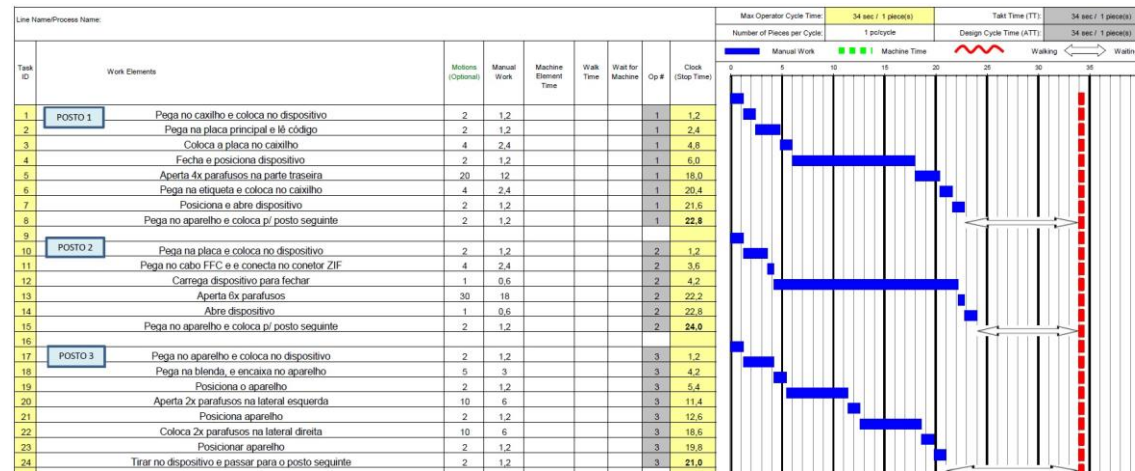 Line Name/Process Name:
Max Operator Cycle Time: 34 sec / 1 piece(s) Takt Time (TT): 34 sec / 1 piece(s)
Number of Pieces per Cycle: 1 pc/cycle Design Cycle Time (ATT): 34 sec / 1 piece(s)
Manual Work Machine Time Walking Waitin
Task ID Work Elements Motions (Optional) Manual Work Machine Element Time Walk Time Wait for Machine Op # Clock (Stop Time)
0 5 10 15 20 25 30 35
1 POSTO 1 Pega no caxilho e coloca no dispositivo 2 1,2 1 1,2
2 Pega na placa principal e lê código 2 1,2 1 2,4
3 Coloca a placa no caixilho 4 2,4 1 4,8
4 Fecha e posiciona dispositivo 2 1,2 1 6,0
5 Aperta 4x parafusos na parte traseira 20 12 1 18,0
6 Pega na etiqueta e coloca no caixilho 4 2,4 1 20,4
7 Posiciona e abre dispositivo 2 1,2 1 21,6
8 Pega no aparelho e coloca p/ posto seguinte 2 1,2 1 22,8
9
10 POSTO 2 Pega na placa e coloca no dispositivo 2 1,2 2 1,2
11 Pega no cabo FFC e e conecta no conetor ZIF 4 2,4 2 3,6
12 Carrega dispositivo para fechar 1 0,6 2 4,2
13 Aperta 6x parafusos 30 18 2 22,2
14 Abre dispositivo 1 0,6 2 22,8
15 Pega no aparelho e coloca p/ posto seguinte 2 1,2 2 24,0
16
17 POSTO 3 Pega no aparelho e coloca no dispositivo 2 1,2 3 1,2
18 Pega na blenda, e encaixa no aparelho 5 3 3 4,2
19 Posiciona o aparelho 2 1,2 3 5,4
20 Aperta 2x parafusos na lateral esquerda 10 6 3 11,4
21 Posiciona aparelho 2 1,2 3 12,6
22 Coloca 2x parafusos na lateral direita 10 6 3 18,6
23 Posicionar aparelho 2 1,2 3 19,8
24 Tirar no dispositivo e passar para o posto seguinte 2 1,2 3 21,0